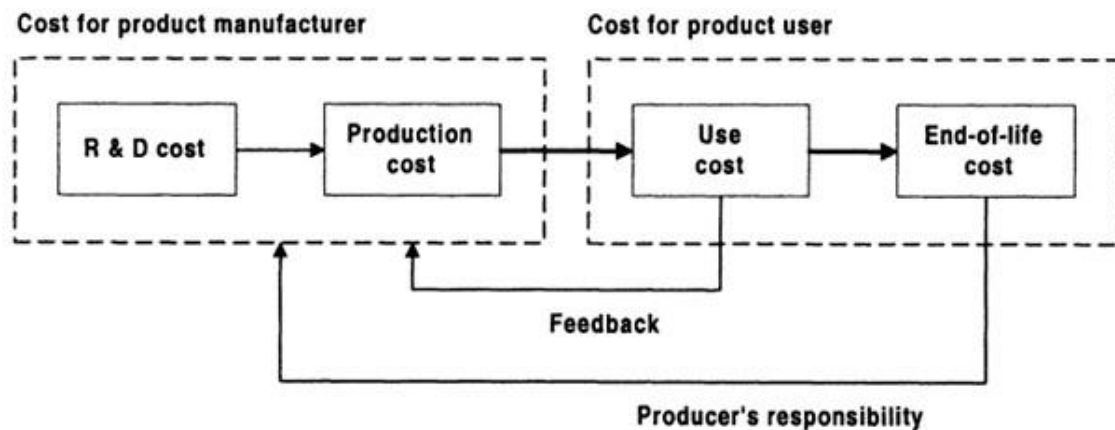 Cost for product manufacturer
Cost for product user
R & D cost
Production
cost
Use
cost
End-of-life
cost
Feedback
Producer's responsibility